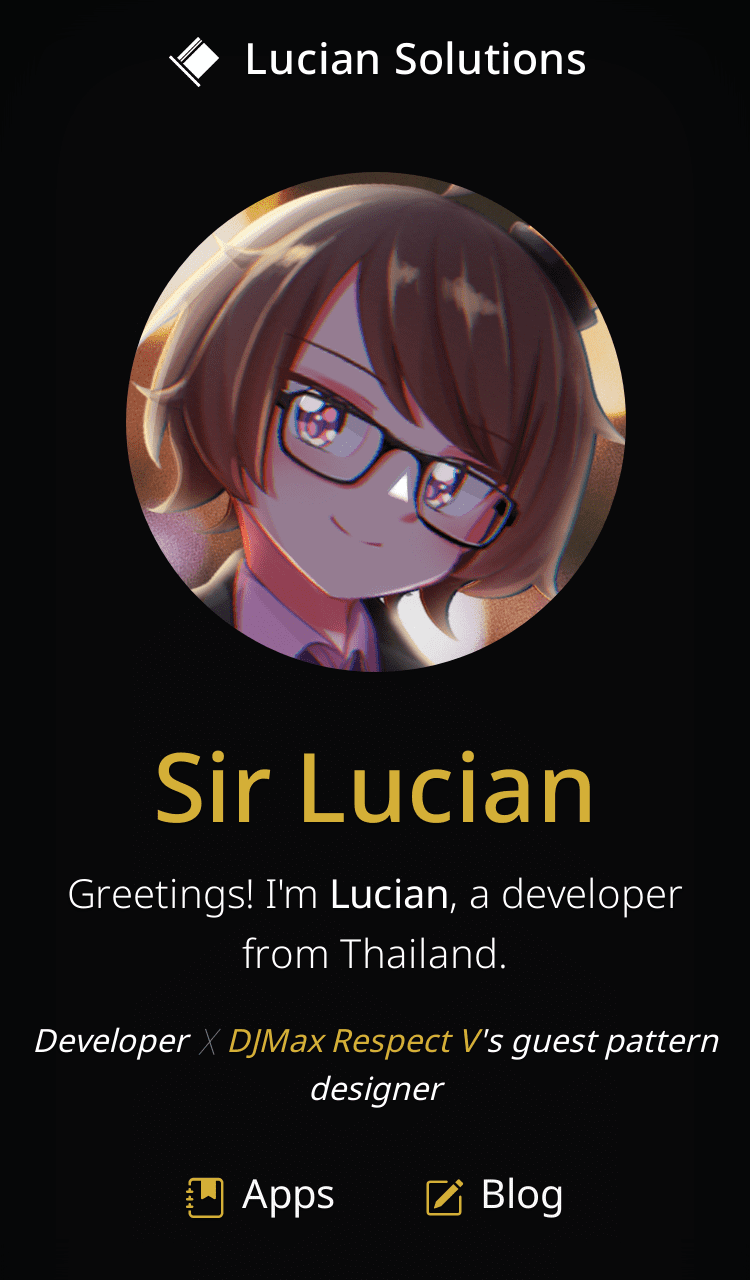 Lucian Solutions
Sir Lucian
Greetings! I'm Lucian, a developer
from Thailand.
Developer X DJMax Respect V's guest pattern
designer
Apps
Blog